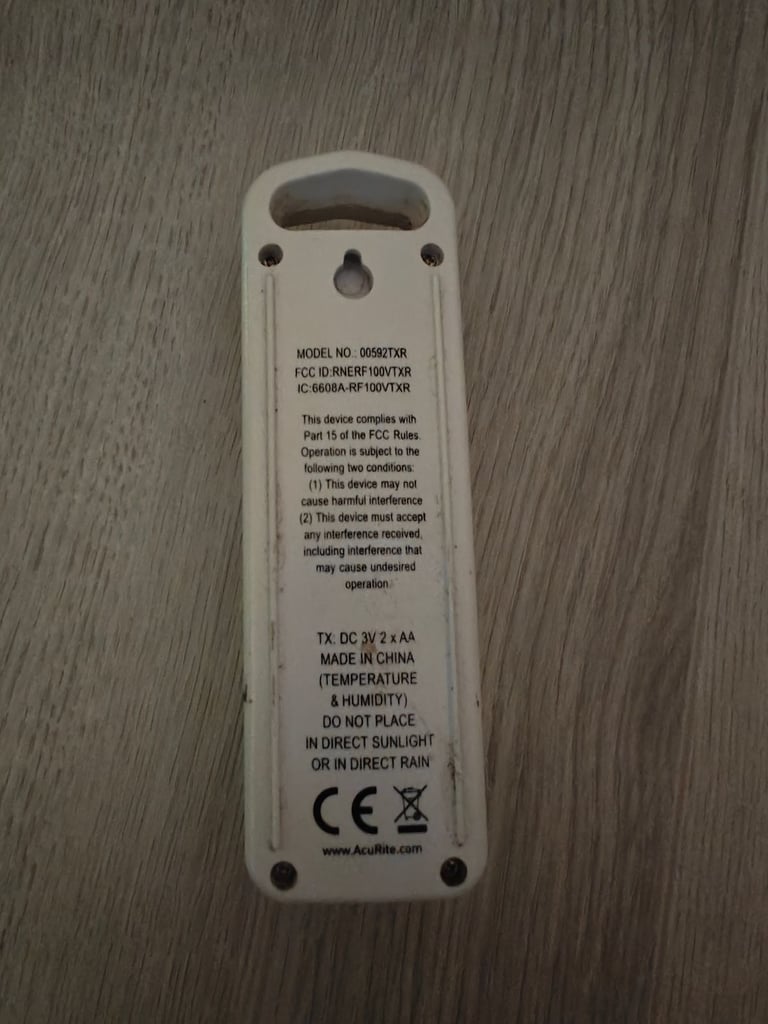 MODEL NO.: 00592TXR
FCC ID:RNERF100VTXR
IC:6608A-RF100VTXR
This device complies with
Part 15 of the FCC Rules.
Operation is subject to the
following two conditions:
(1) This device may not
cause harmful interference
(2) This device must accept
any interference received,
including interference that
may cause undesired
operation.
TX: DC 3V 2 x AA
MADE IN CHINA
(TEMPERATURE
& HUMIDITY)
DO NOT PLACE
IN DIRECT SUNLIGHT
OR IN DIRECT RAIN
CE
www.AcuRite.com